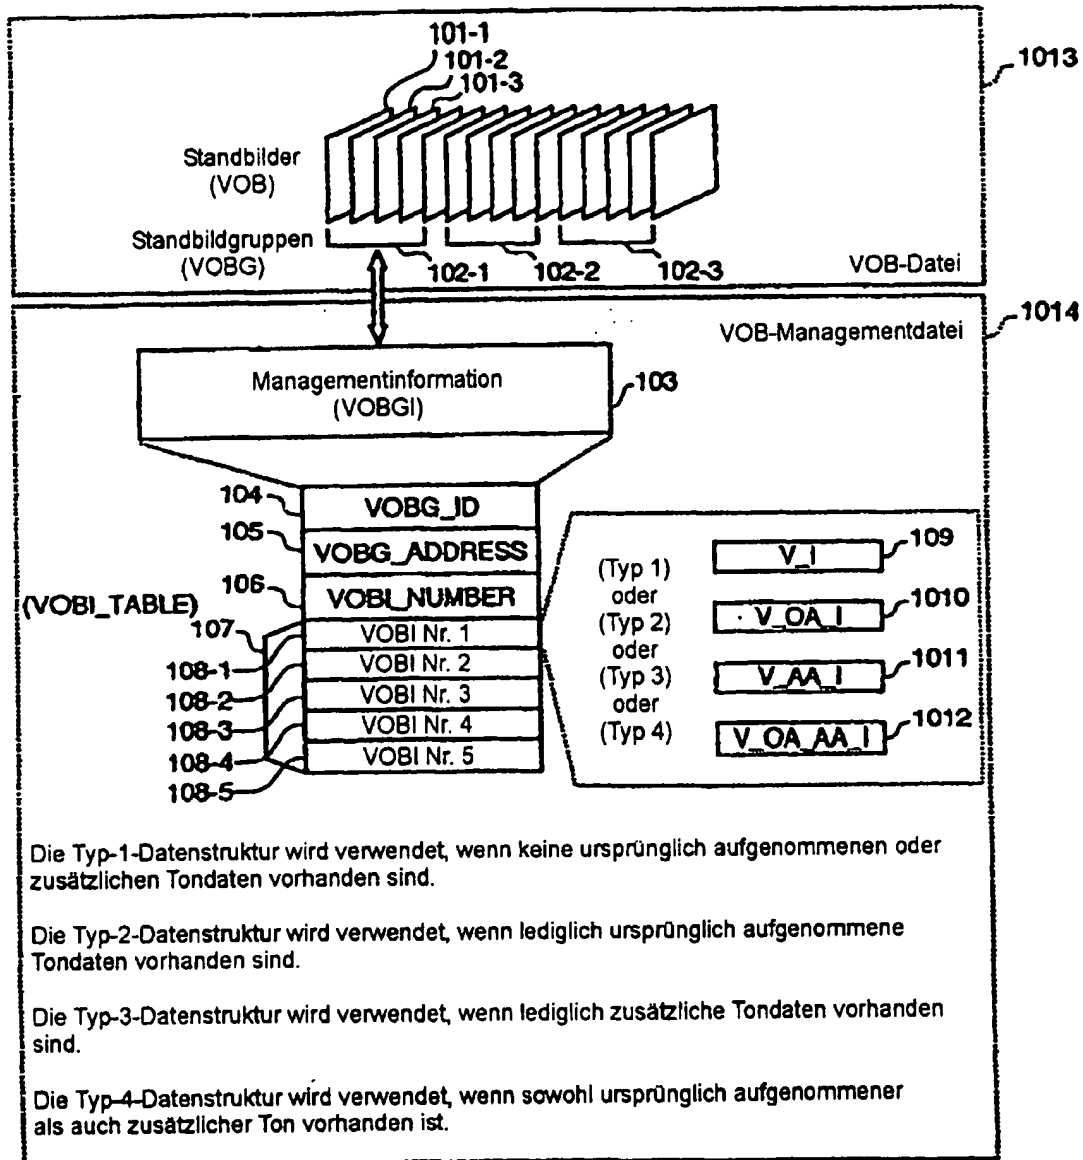 101-1
101-2
101-3
1013
Standbilder
(VOB)
Standbildgruppen
(VOBG)
102-1
102-2
102-3
VOB-Datei
1014
VOB-Managementdatei
Managementinformation
(VOBGI)
103
104
VOBG_ID
105
VOBG_ADDRESS
106
VOBI_NUMBER
(VOBI_TABLE)
107
VOBI Nr. 1
108-1
VOBI Nr. 2
108-2
VOBI Nr. 3
108-3
VOBI Nr. 4
108-4
VOBI Nr. 5
108-5
(Typ 1)
oder
(Typ 2)
oder
(Typ 3)
oder
(Typ 4)
V_I
109
V_OA_I
1010
V_AA_I
1011
V_OA_AA_I
1012
Die Typ-1-Datenstruktur wird verwendet, wenn keine ursprünglich aufgenommenen oder
zusätzlichen Tondaten vorhanden sind.
Die Typ-2-Datenstruktur wird verwendet, wenn lediglich ursprünglich aufgenommene
Tondaten vorhanden sind.
Die Typ-3-Datenstruktur wird verwendet, wenn lediglich zusätzliche Tondaten vorhanden
sind.
Die Typ-4-Datenstruktur wird verwendet, wenn sowohl ursprünglich aufgenommener
als auch zusätzlicher Ton vorhanden ist.